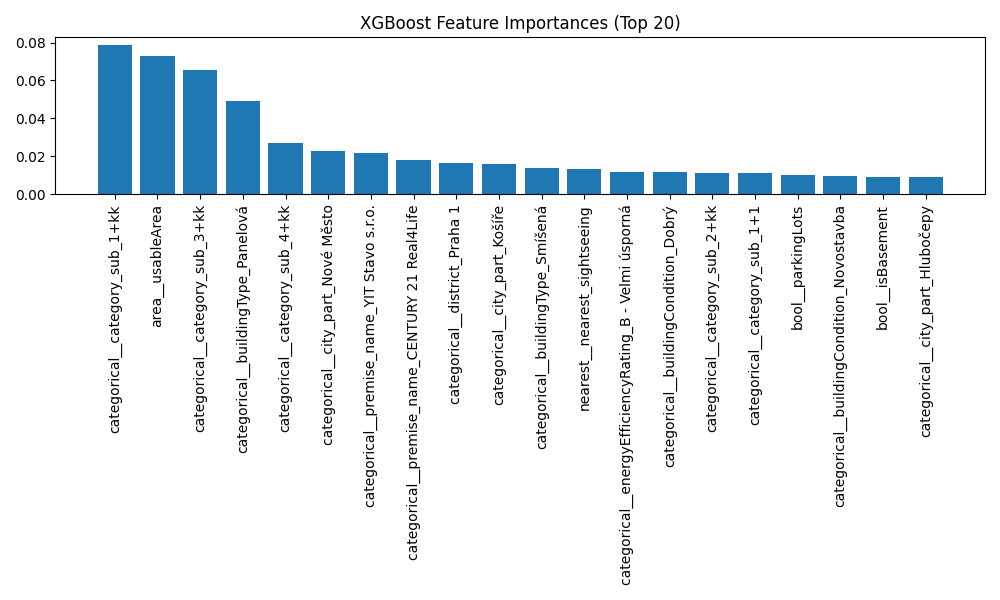 XGBoost Feature Importances (Top 20)
0.08
0.06
0.04
0.02
0.00
categorical__category_sub_1+kk
area__usableArea
categorical__category_sub_3+kk
categorical__buildingType_Panelová
categorical__category_sub_4+kk
categorical__city_part_Nové Město
categorical__premise_name_YIT Stavo s.r.o.
categorical__premise_name_CENTURY 21 Real4Life
categorical__district_Praha 1
categorical__city_part_Košíře
categorical__buildingType_Smíšená
nearest__nearest_sightseeing
categorical__energyEfficiencyRating_B - Velmi úsporná
categorical__buildingCondition_Dobrý
categorical__category_sub_2+kk
categorical__category_sub_1+1
bool__parkingLots
categorical__buildingCondition_Novostavba
bool__isBasement
categorical__city_part_Hlubočepy